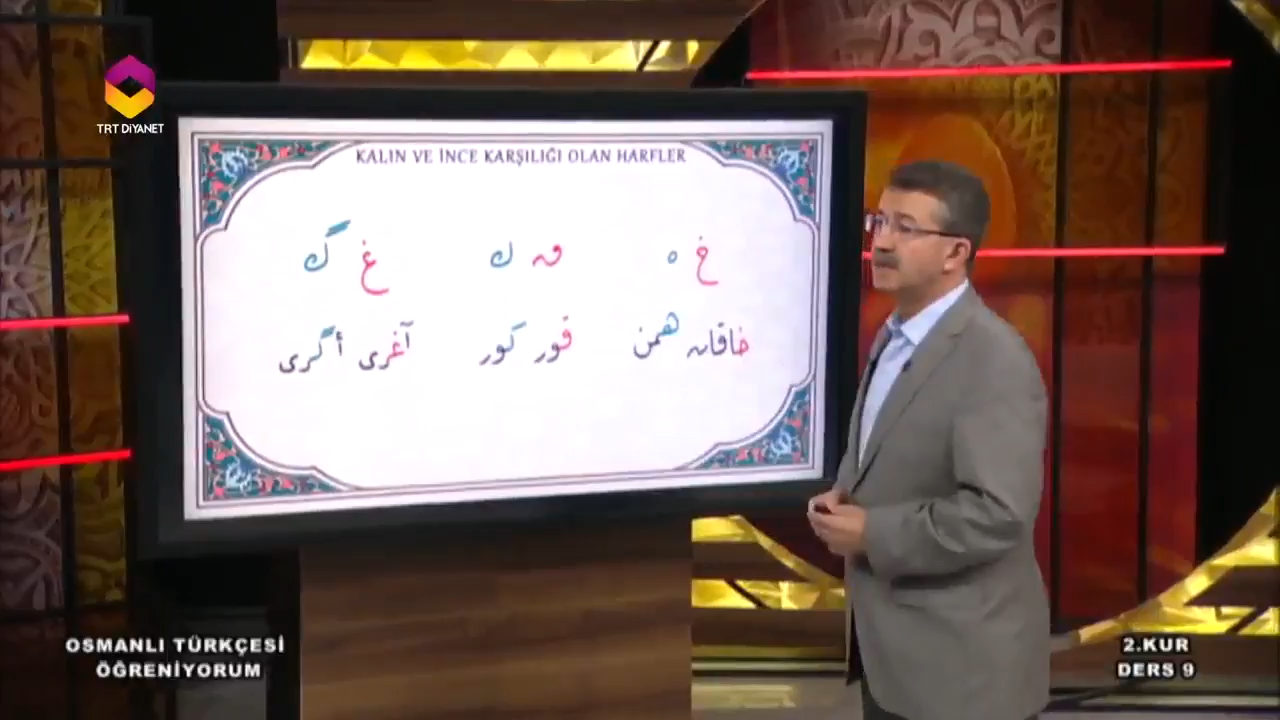 TRT DİYANET
KALIN VE İNCE KARŞILIĞI OLAN HARFLER
خ ه ق ك غ گ
خاقان همن قور كور آغری أگری
OSMANLI TÜRKÇESİ
ÖĞRENİYORUM
2.KUR
DERS 9